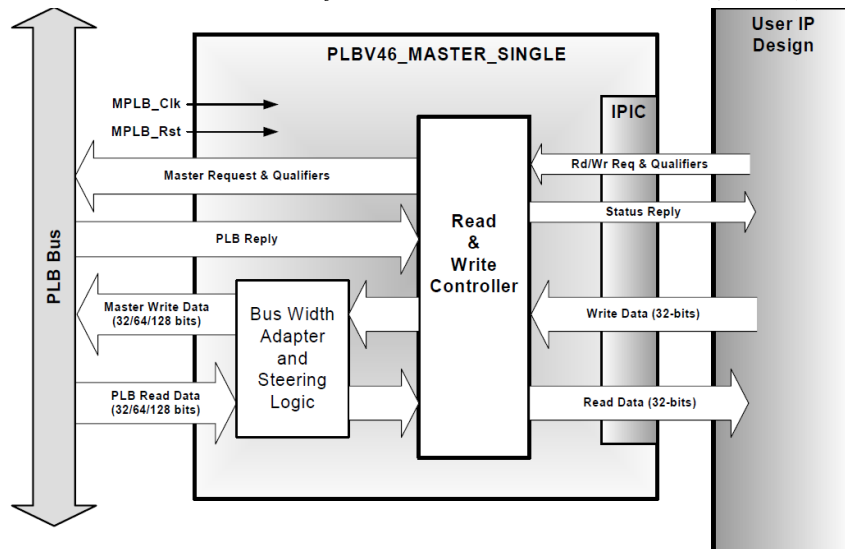 User IP
Design
PLBV46_MASTER_SINGLE
MPLB_Clk
MPLB_Rst
IPIC
Master Request & Qualifiers
Rd/Wr Req & Qualifiers
Status Reply
PLB Reply
Read
&
Write
Controller
PLB Bus
Master Write Data
(32/64/128 bits)
Bus Width
Adapter
and
Steering
Logic
Write Data (32-bits)
PLB Read Data
(32/64/128 bits)
Read Data (32-bits)